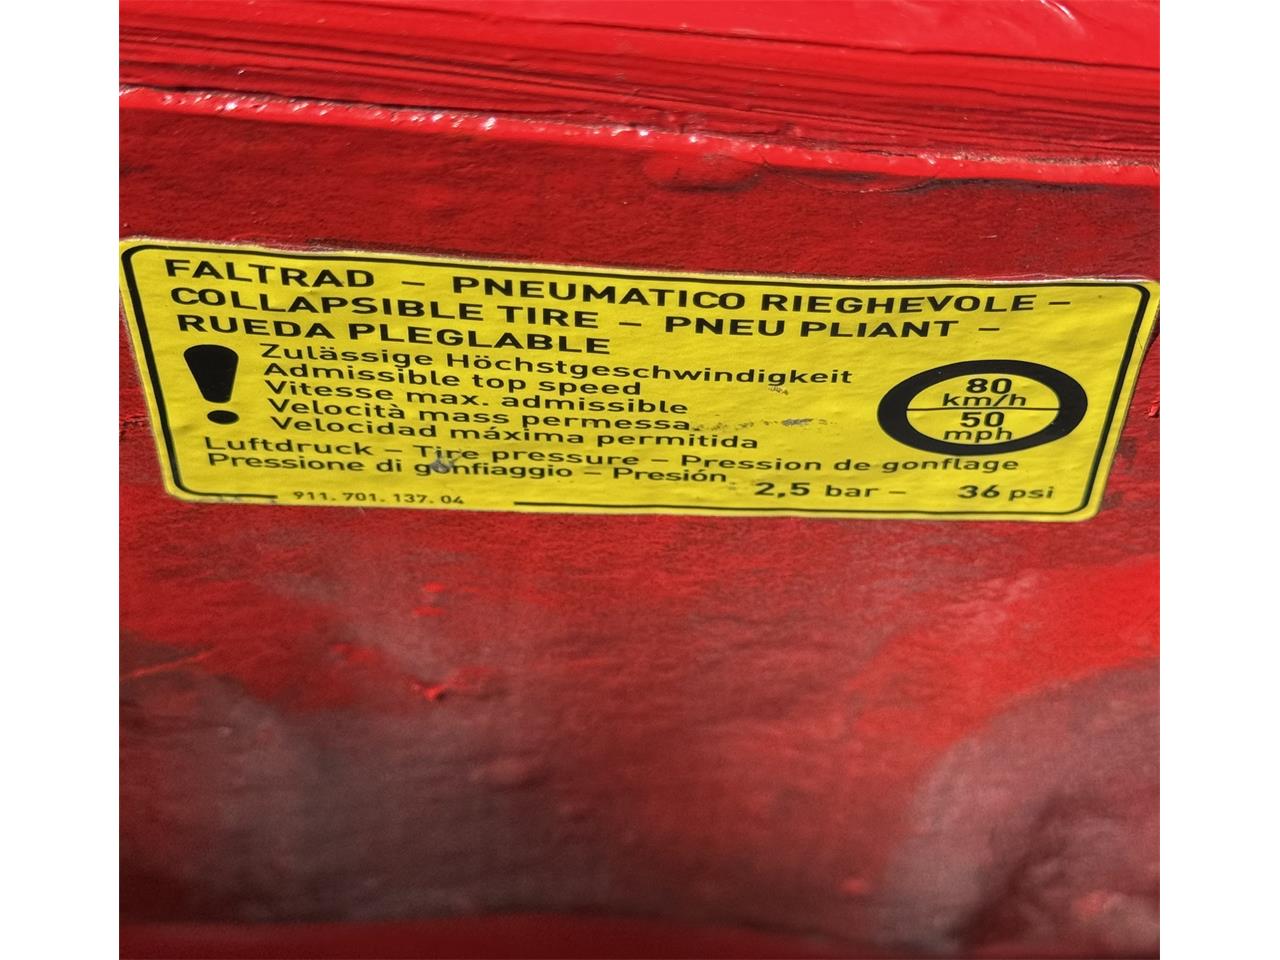 FALTRAD – PNEUMATICO RIEGHEVOLE –
COLLAPSIBLE TIRE – PNEU PLIANT –
RUEDA PLEGLABLE
Zulässige Höchstgeschwindigkeit
Admissible top speed
Vitesse max. admissible
Velocità mass permessa
Velocidad máxima permitida
80
km/h
50
mph
Luftdruck – Tire pressure – Pression de gonflage
Pressione di gonfiaggio – Presión
2,5 bar – 36 psi
911.701.137.04